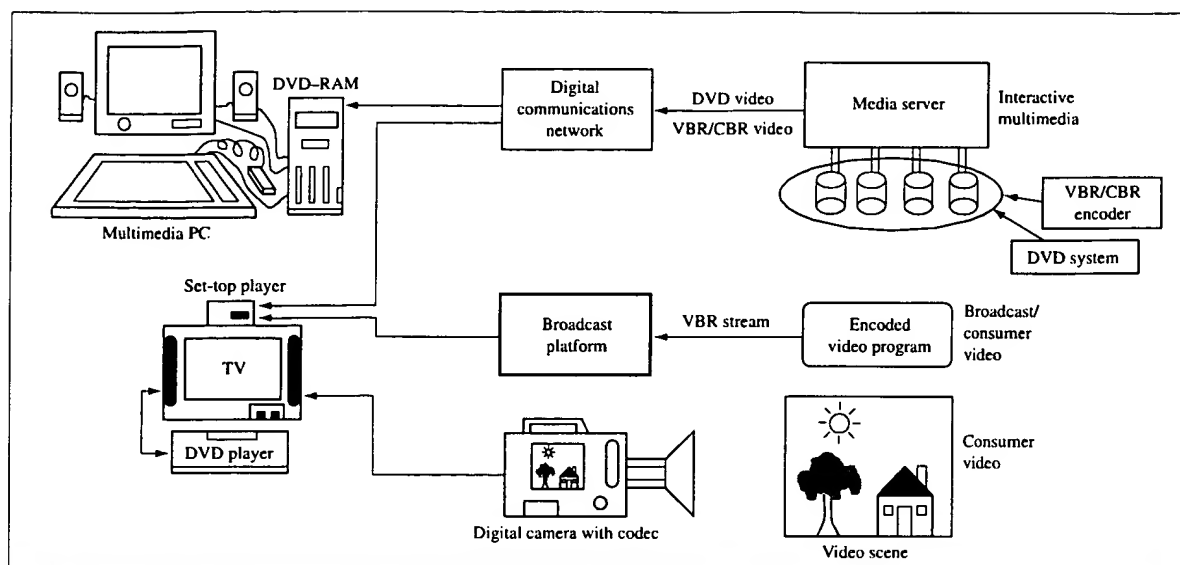 DVD–RAM
Multimedia PC
Digital
communications
network
DVD video
VBR/CBR video
Media server
Interactive
multimedia
VBR/CBR
encoder
DVD system
Set-top player
TV
DVD player
Broadcast
platform
VBR stream
Encoded
video program
Broadcast/
consumer
video
Digital camera with codec
Consumer
video
Video scene